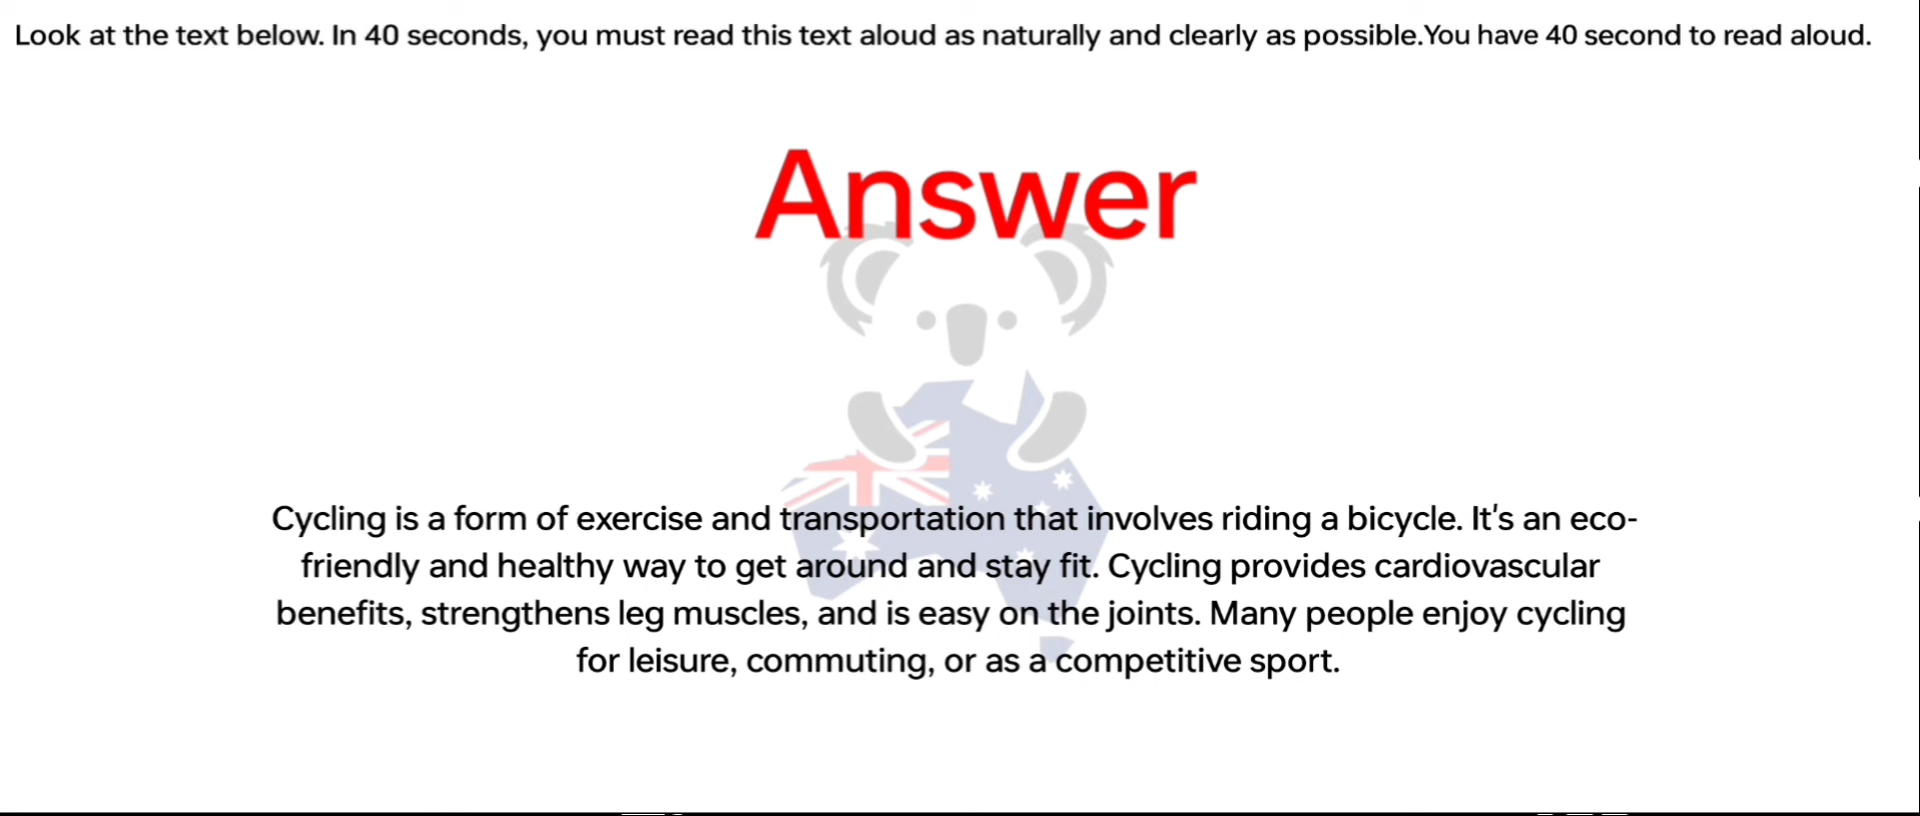 Look at the text below. In 40 seconds, you must read this text aloud as naturally and clearly as possible.You have 40 second to read aloud.
Answer
Cycling is a form of exercise and transportation that involves riding a bicycle. It's an eco-
friendly and healthy way to get around and stay fit. Cycling provides cardiovascular
benefits, strengthens leg muscles, and is easy on the joints. Many people enjoy cycling
for leisure, commuting, or as a competitive sport.